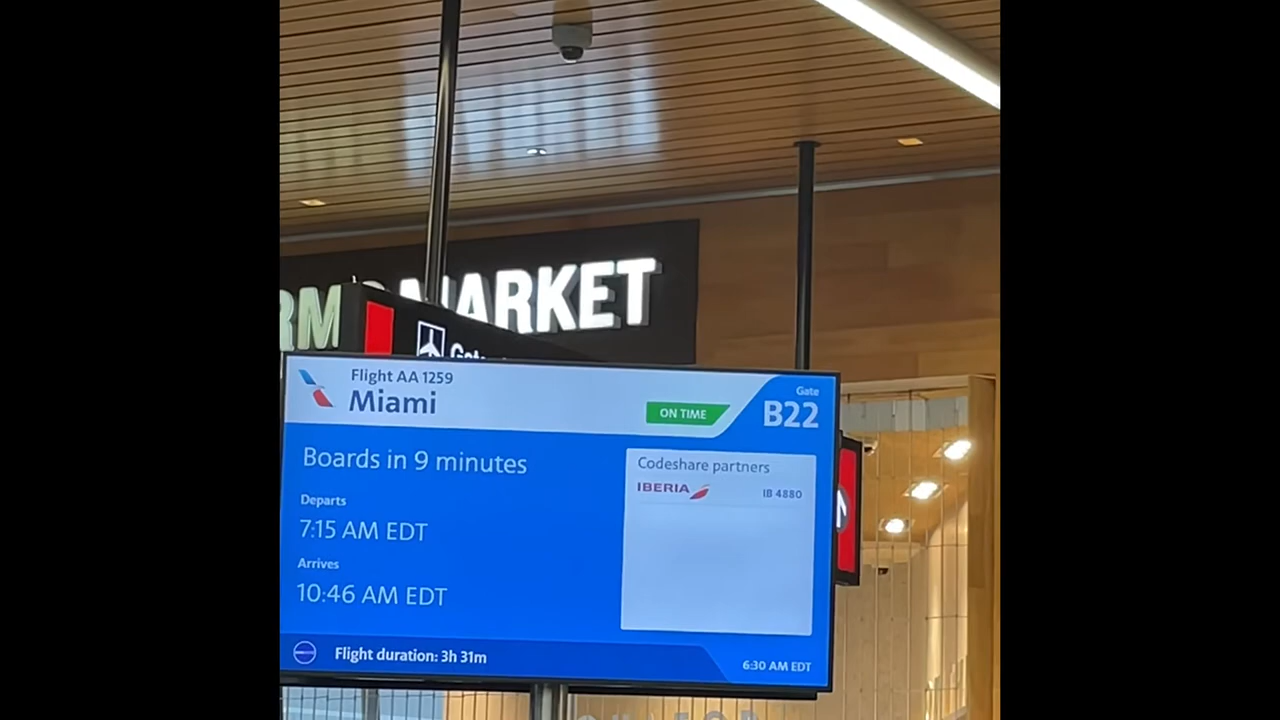 RM
MARKET
Flight AA 1259
Miami
ON TIME
Gate
B22
Boards in 9 minutes
Departs
7:15 AM EDT
Arrives
10:46 AM EDT
Codeshare partners
IBERIA IB 4880
Flight duration: 3h 31m
6:30 AM EDT